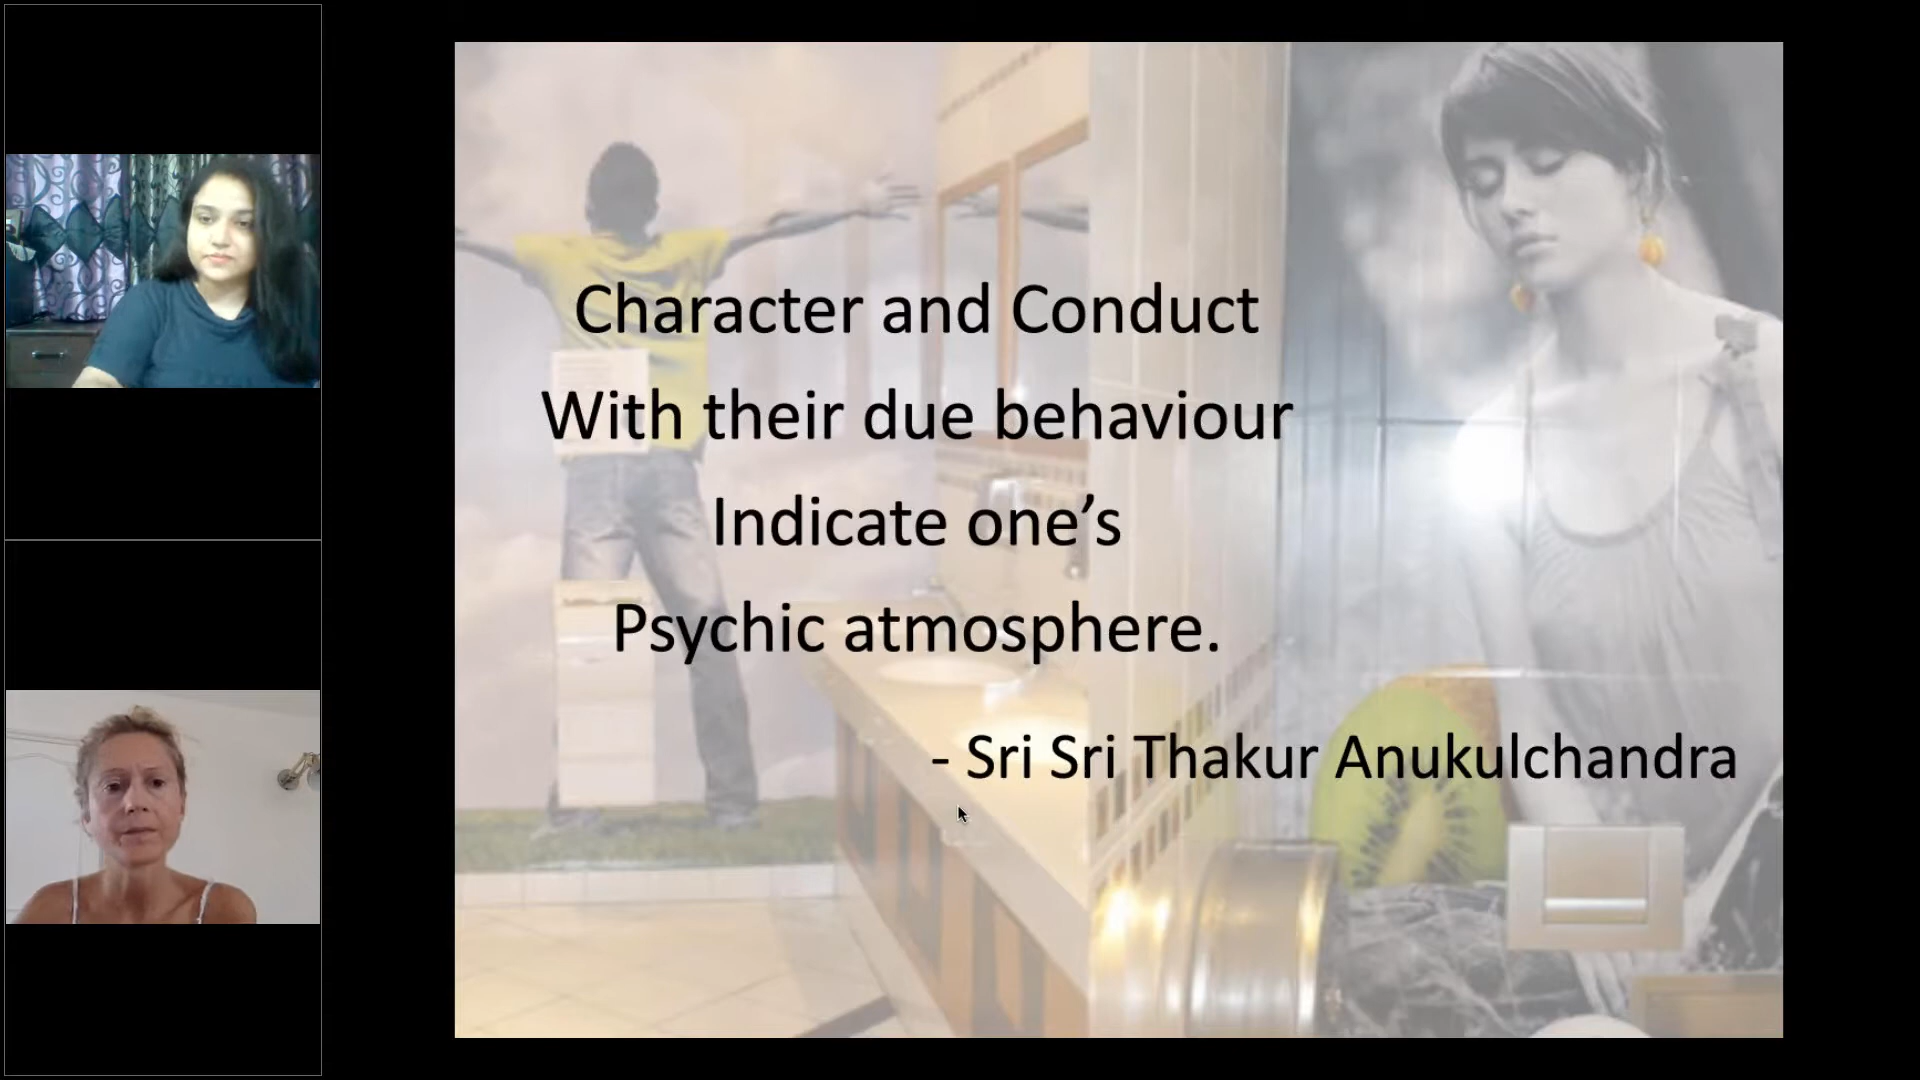 Character and Conduct
With their due behaviour
Indicate one’s
Psychic atmosphere.
- Sri Sri Thakur Anukulchandra